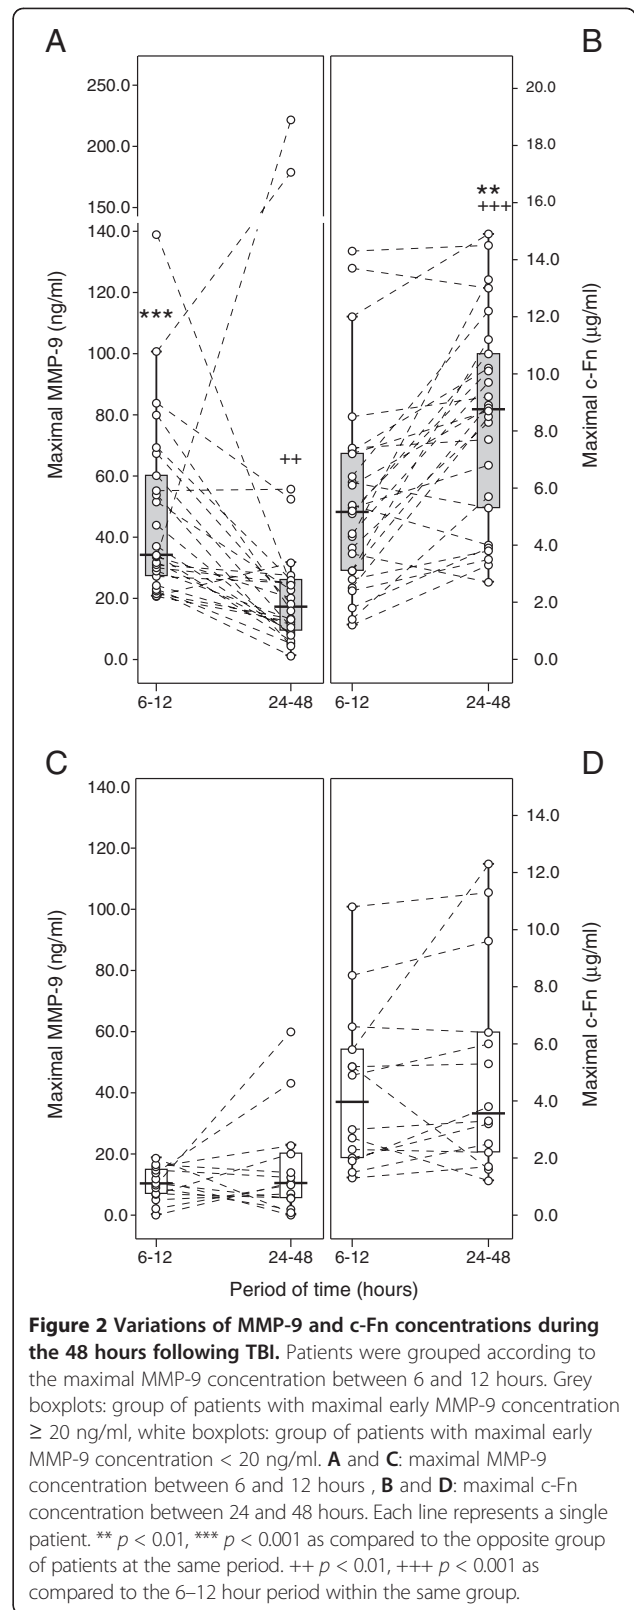 A
B
250.0
200.0
150.0
140.0
120.0
100.0
80.0
60.0
40.0
20.0
0.0
Maximal MMP-9 (ng/ml)
***
++
6-12
24-48
**
+++
20.0
18.0
16.0
14.0
12.0
10.0
8.0
6.0
4.0
2.0
0.0
Maximal c-Fn (µg/ml)
6-12
24-48
C
D
140.0
120.0
100.0
80.0
60.0
40.0
20.0
0.0
Maximal MMP-9 (ng/ml)
6-12
24-48
14.0
12.0
10.0
8.0
6.0
4.0
2.0
0.0
Maximal c-Fn (µg/ml)
6-12
24-48
Period of time (hours)
Figure 2 Variations of MMP-9 and c-Fn concentrations during
the 48 hours following TBI. Patients were grouped according to
the maximal MMP-9 concentration between 6 and 12 hours. Grey
boxplots: group of patients with maximal early MMP-9 concentration
≥ 20 ng/ml, white boxplots: group of patients with maximal early
MMP-9 concentration < 20 ng/ml. A and C: maximal MMP-9
concentration between 6 and 12 hours , B and D: maximal c-Fn
concentration between 24 and 48 hours. Each line represents a single
patient. ** p < 0.01, *** p < 0.001 as compared to the opposite group
of patients at the same period. ++ p < 0.01, +++ p < 0.001 as
compared to the 6–12 hour period within the same group.